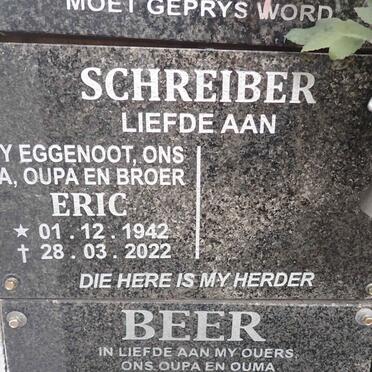 MOET GEPRYS WORD.
SCHREIBER
LIEFDE AAN
Y EGGENOOT, ONS
A, OUPA EN BROER
ERIC
★ 01.12.1942
✝ 28.03.2022
DIE HERE IS MY HERDER
BEER
IN LIEFDE AAN MY OUERS,
ONS OUPA EN OUMA